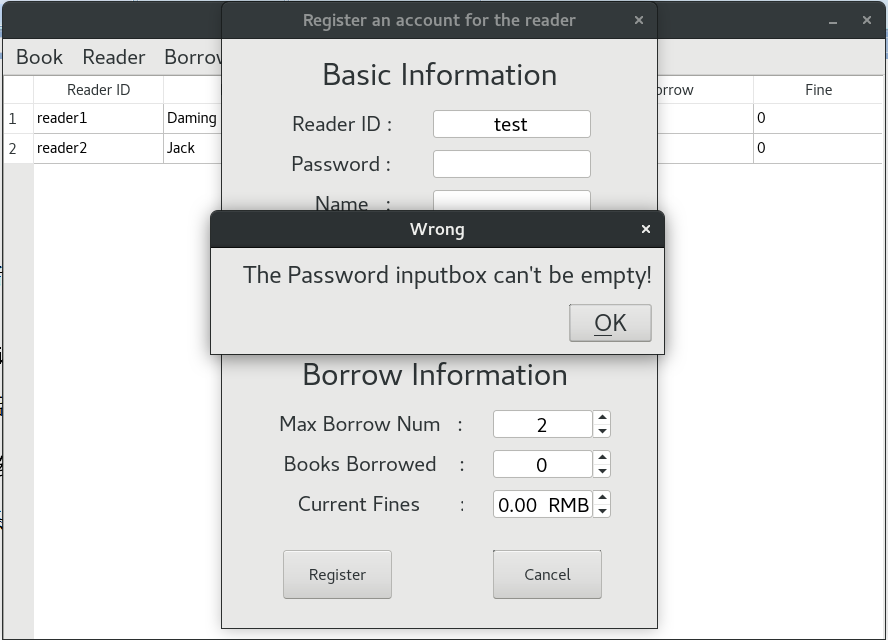 Register an account for the reader
Book Reader
Reader ID
Fine
1 reader1 Daming 0
2 reader2 Jack 0
Basic Information
Reader ID : test
Password :
Name :
Wrong
The Password inputbox can't be empty!
OK
Borrow Information
Max Borrow Num : 2
Books Borrowed : 0
Current Fines : 0.00 RMB
Register Cancel